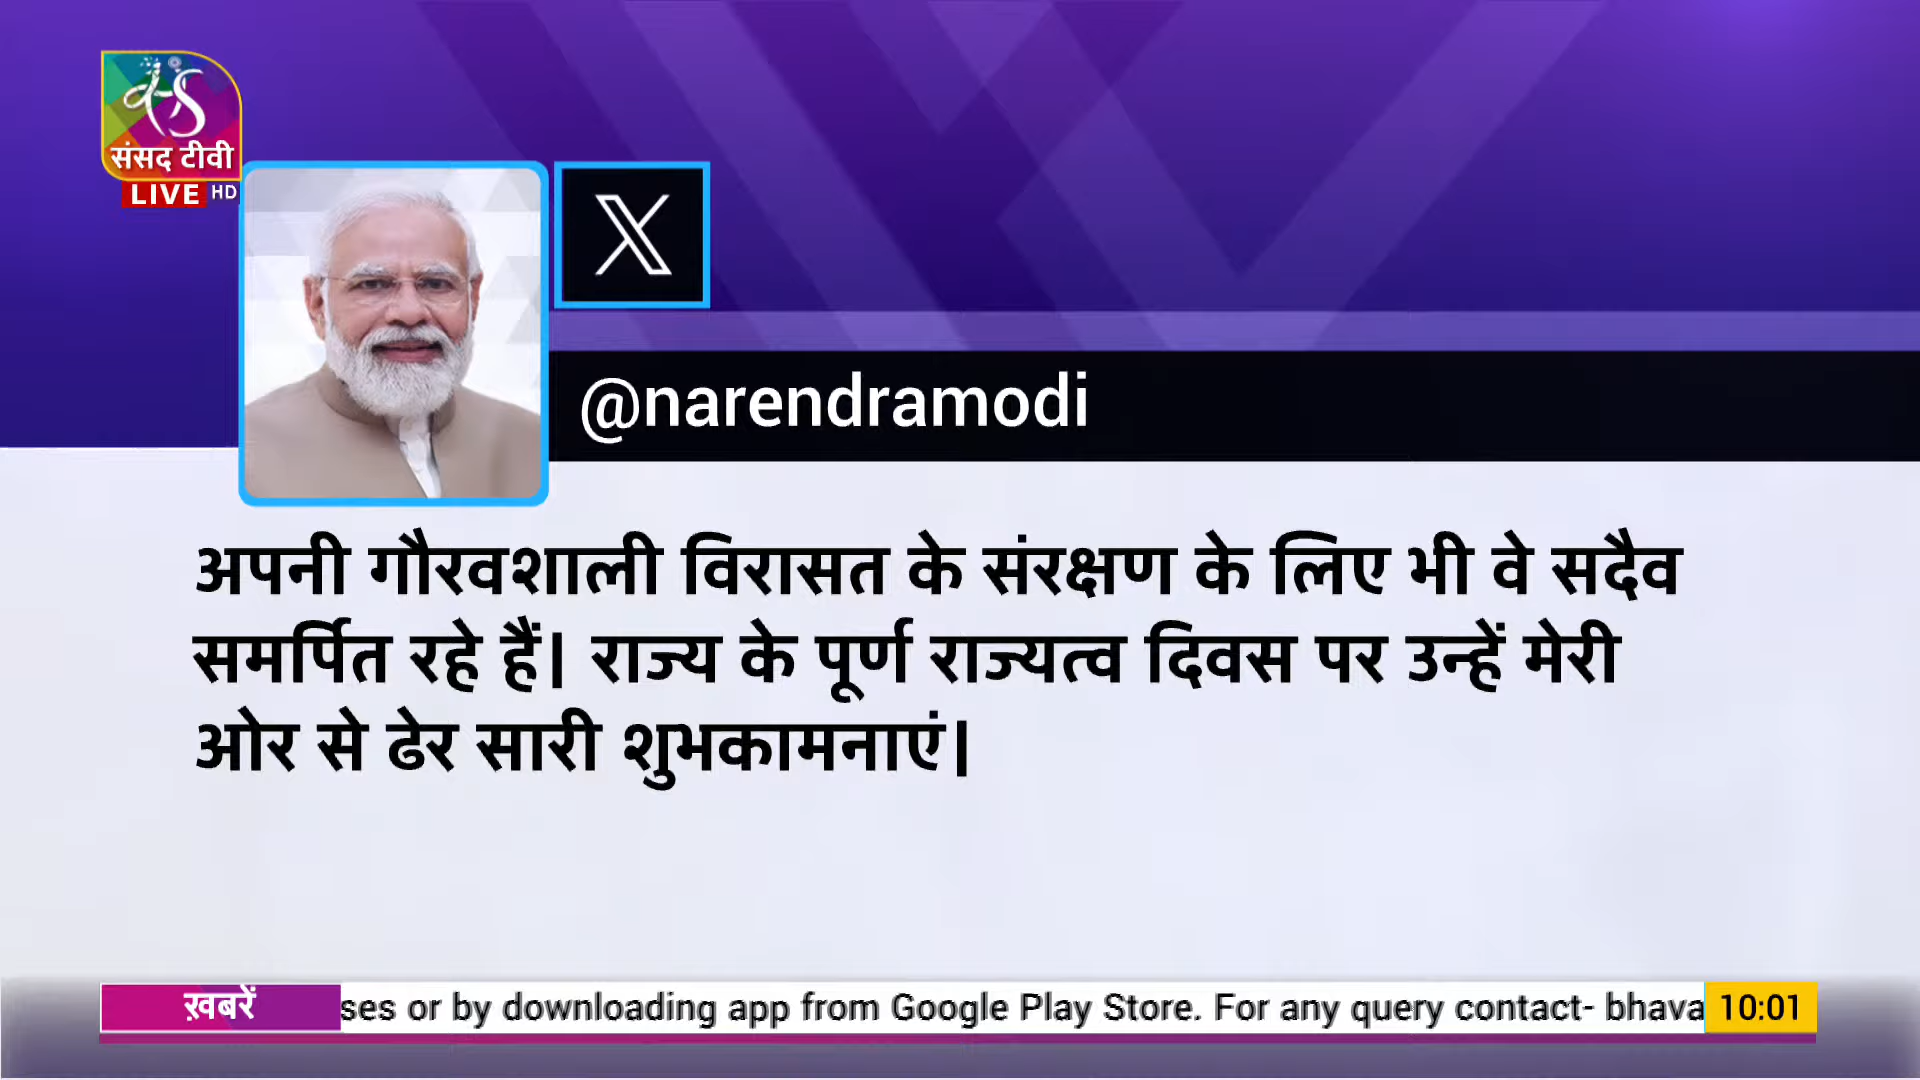 संसद टीवी
LIVE HD
@narendramodi
अपनी गौरवशाली विरासत के संरक्षण के लिए भी वे सदैव
समर्पित रहे हैं। राज्य के पूर्ण राज्यत्व दिवस पर उन्हें मेरी
ओर से ढेर सारी शुभकामनाएं।
ख़बरें
ses or by downloading app from Google Play Store. For any query contact- bhava
10:01